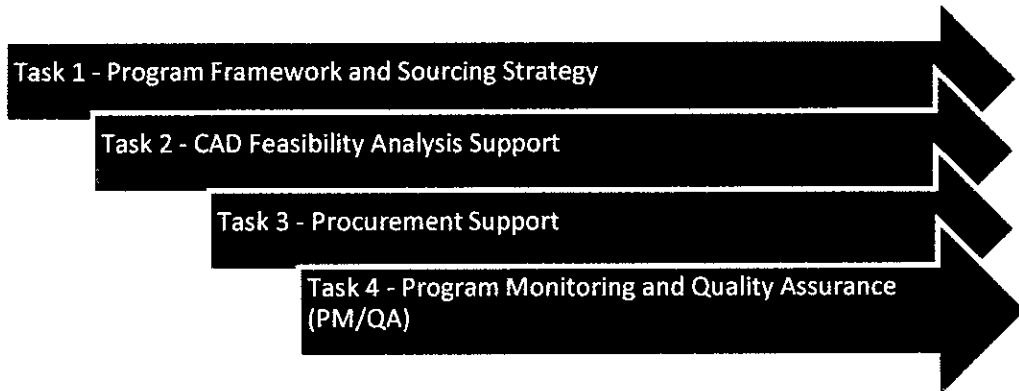 Task 1 - Program Framework and Sourcing Strategy
Task 2 - CAD Feasibility Analysis Support
Task 3 - Procurement Support
Task 4 - Program Monitoring and Quality Assurance
(PM/QA)